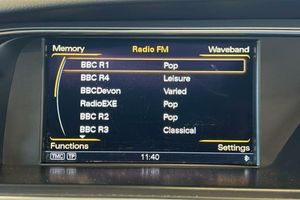 Memory Radio FM Waveband
BBC R1 Pop
BBC R4 Leisure
BBCDevon Varied
RadioEXE Pop
BBC R2 Pop
BBC R3 Classical
Functions Settings
TMC TP 11:40